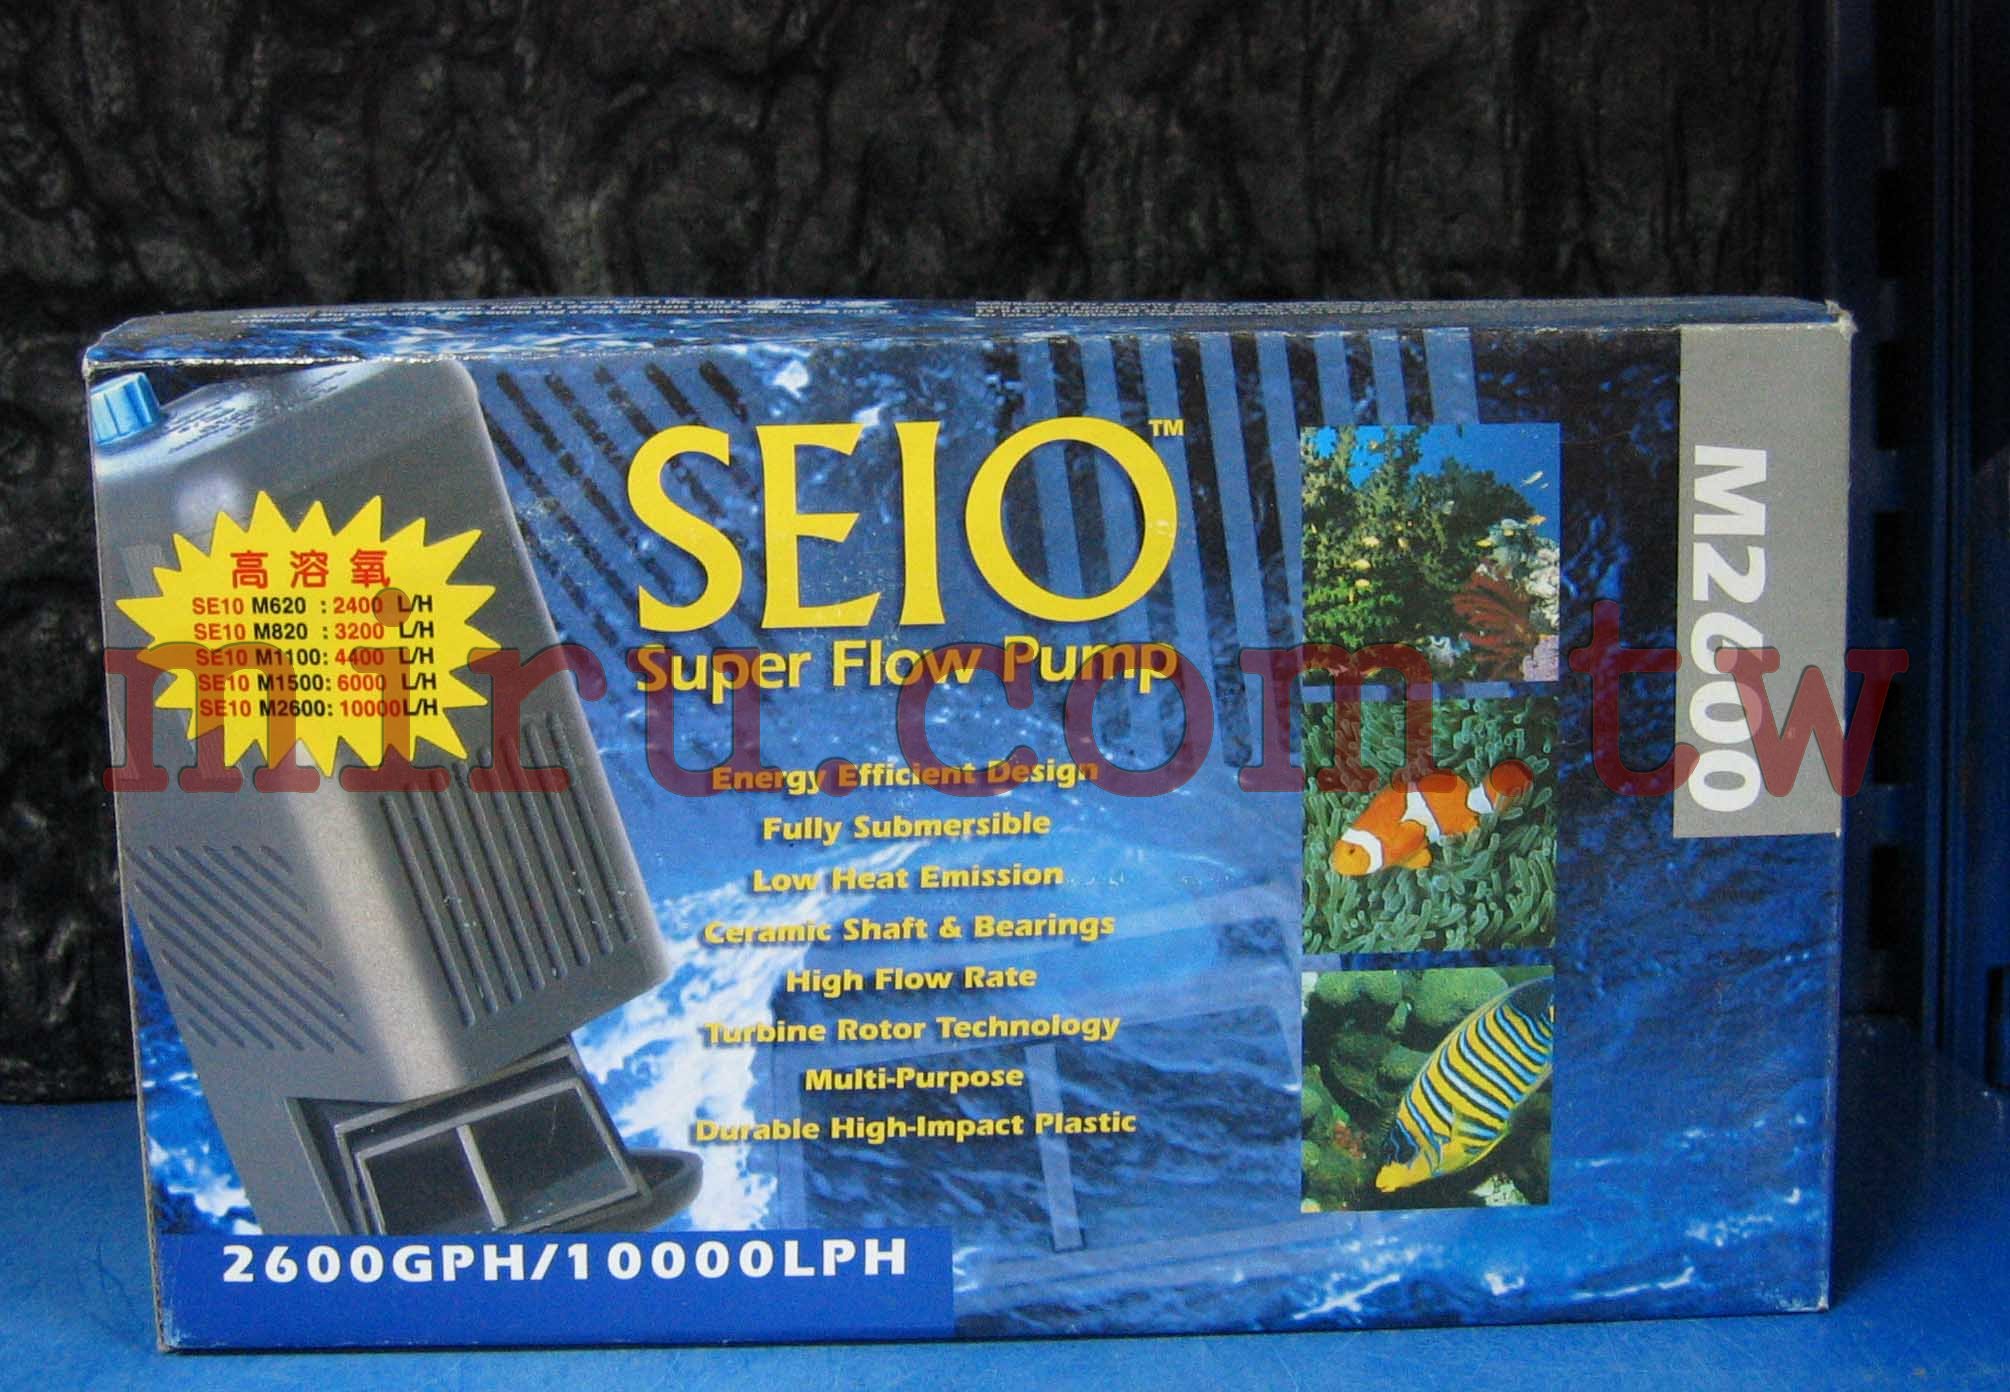 SEIO™
Super Flow Pump
高溶氧
SE10 M620 : 2400 L/H
SE10 M820 : 3200 L/H
SE10 M1100: 4400 L/H
SE10 M1500: 6000 L/H
SE10 M2600: 10000L/H
M2600
miru.com.tw
Energy Efficient Design
Fully Submersible
Low Heat Emission
Ceramic Shaft & Bearings
High Flow Rate
Turbine Rotor Technology
Multi-Purpose
Durable High-Impact Plastic
2600GPH/10000LPH